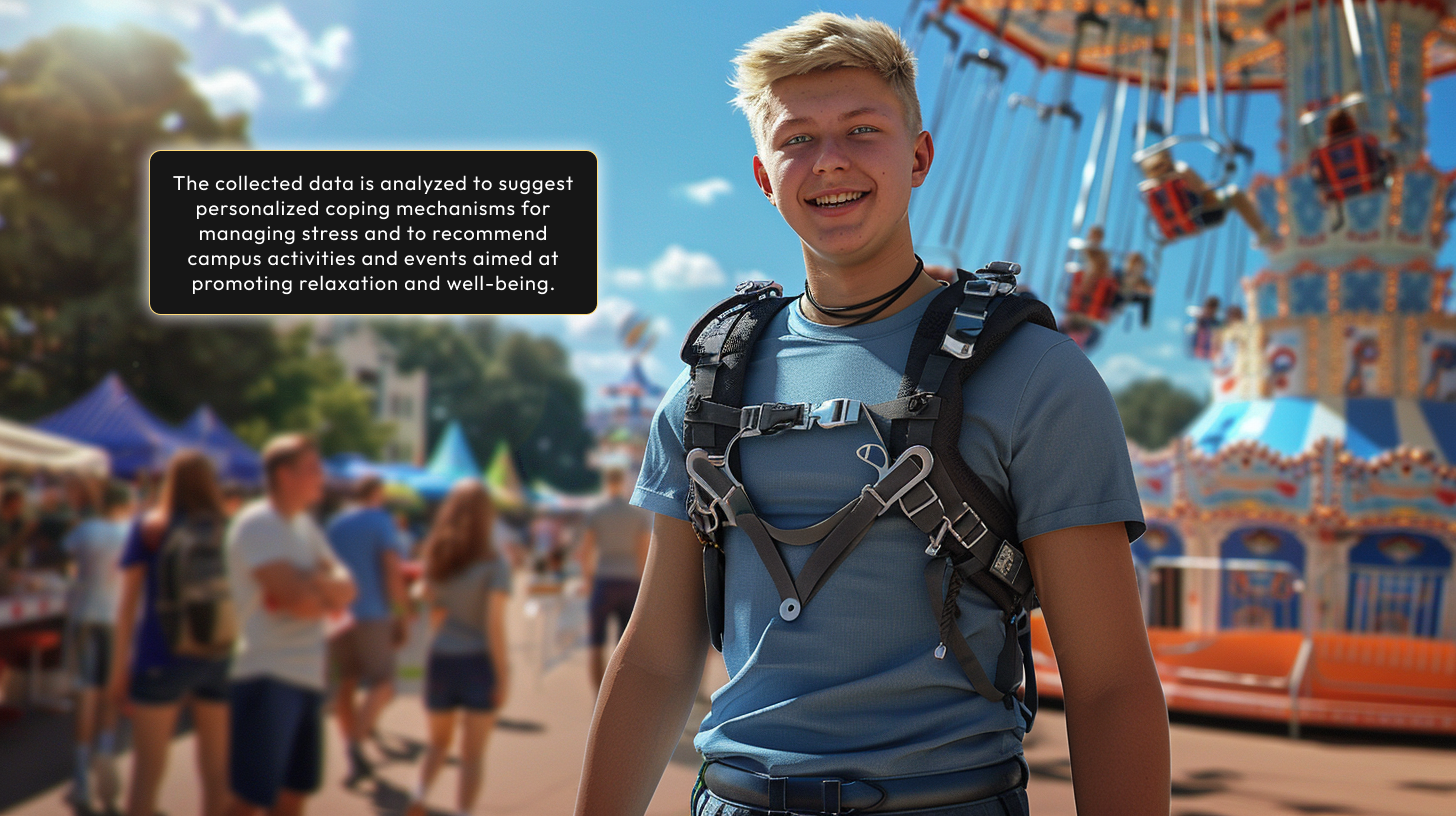 The collected data is analyzed to suggest
personalized coping mechanisms for
managing stress and to recommend
campus activities and events aimed at
promoting relaxation and well-being.